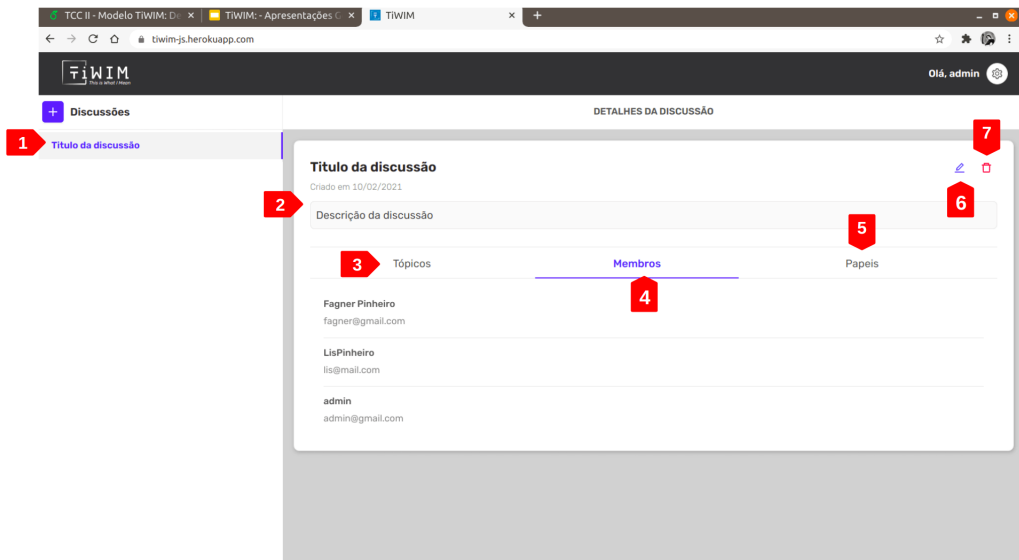 TCC II - Modelo TiWIM: De
TiWIM: - Apresentações G
TiWIM
tiwim-js.herokuapp.com
TiWIM
This is what I Mean
Olá, admin
+ Discussões
DETALHES DA DISCUSSÃO
1
Titulo da discussão
7
Titulo da discussão
Criado em 10/02/2021
6
2
Descrição da discussão
5
3
Tópicos
Membros
Papeis
4
Fagner Pinheiro
fagner@gmail.com
LisPinheiro
lis@mail.com
admin
admin@gmail.com